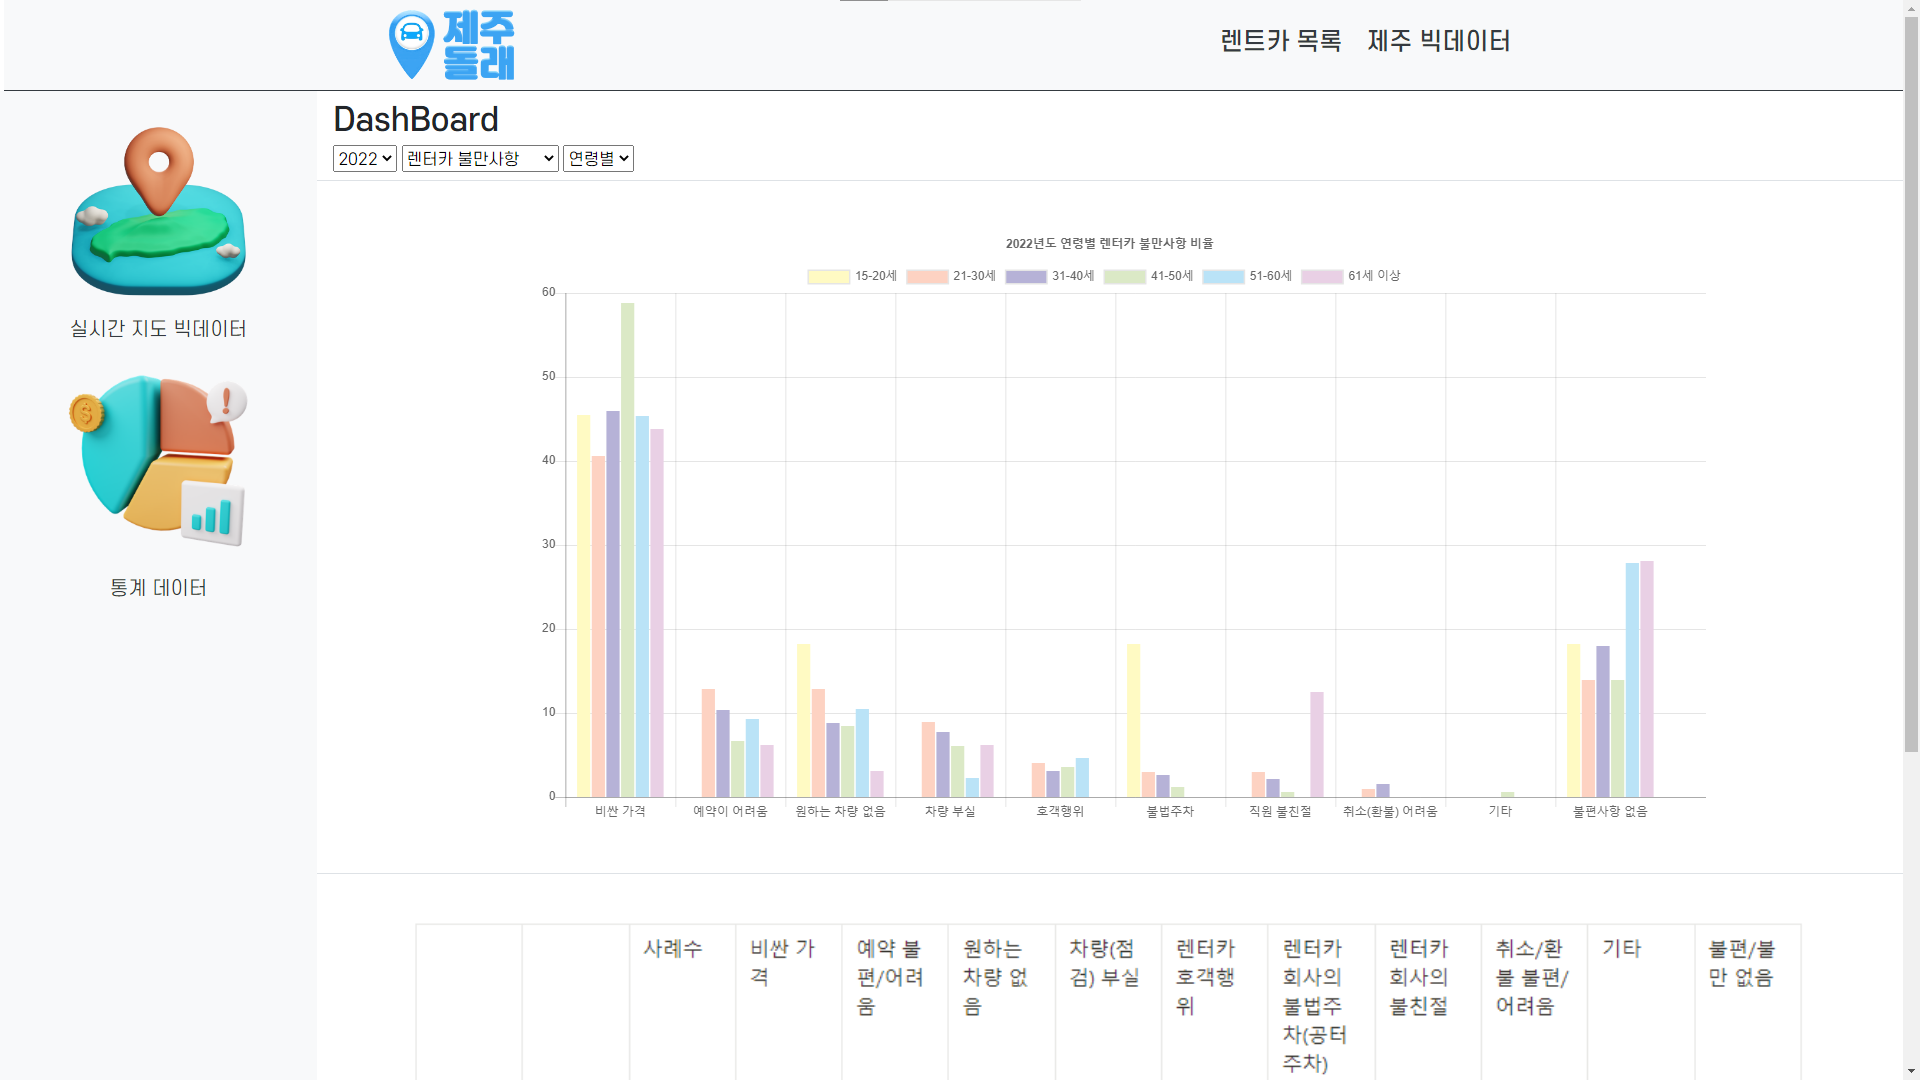 제주
돌래
렌트카 목록 제주 빅데이터
DashBoard
2022 렌터카 불만사항 연령별
실시간 지도 빅데이터
통계 데이터
2022년도 연령별 렌터카 불만사항 비율
15-20세 21-30세 31-40세 41-50세 51-60세 61세 이상
60
50
40
30
20
10
0
비싼 가격 예약이 어려움 원하는 차량 없음 차량 부실 호객행위 불법주차 직원 불친절 취소(환불) 어려움 기타 불편사항 없음
사례수
비싼 가
격
예약 불
편/어려
움
원하는
차량 없
음
차량(점
검) 부실
렌터카
호객행
위
렌터카
회사의
불법주
차(공터
주차)
렌터카
회사의
불친절
취소/환
불 불편/
어려움
기타
불편/불
만 없음